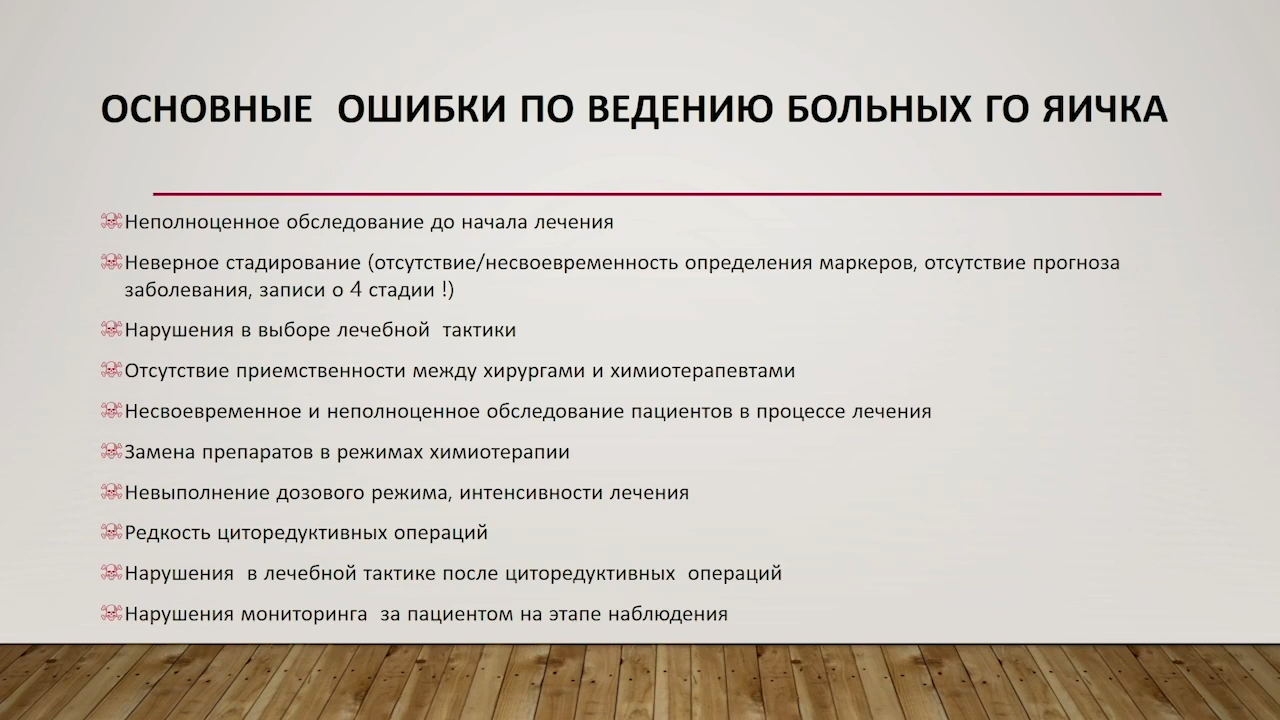 ОСНОВНЫЕ ОШИБКИ ПО ВЕДЕНИЮ БОЛЬНЫХ ГО ЯИЧКА
Неполноценное обследование до начала лечения
Неверное стадирование (отсутствие/несвоевременность определения маркеров, отсутствие прогноза
заболевания, записи о 4 стадии !)
Нарушения в выборе лечебной тактики
Отсутствие приемственности между хирургами и химиотерапевтами
Несвоевременное и неполноценное обследование пациентов в процессе лечения
Замена препаратов в режимах химиотерапии
Невыполнение дозового режима, интенсивности лечения
Редкость циторедуктивных операций
Нарушения в лечебной тактике после циторедуктивных операций
Нарушения мониторинга за пациентом на этапе наблюдения